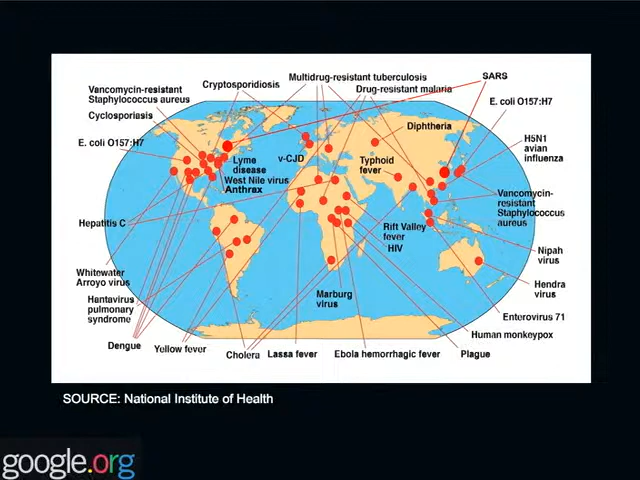 Vancomycin-resistant
Staphylococcus aureus
Cryptosporidiosis
Multidrug-resistant tuberculosis
Drug-resistant malaria
SARS
E. coli O157:H7
Cyclosporiasis
E. coli O157:H7
Diphtheria
H5N1
avian
influenza
Lyme
disease
West Nile virus
Anthrax
v-CJD
Typhoid
fever
Vancomycin-
resistant
Staphylococcus
aureus
Hepatitis C
Rift Valley
fever
HIV
Nipah
virus
Whitewater
Arroyo virus
Hendra
virus
Hantavirus
pulmonary
syndrome
Marburg
virus
Enterovirus 71
Human monkeypox
Dengue
Yellow fever
Cholera
Lassa fever
Ebola hemorrhagic fever
Plague
SOURCE: National Institute of Health
google.org